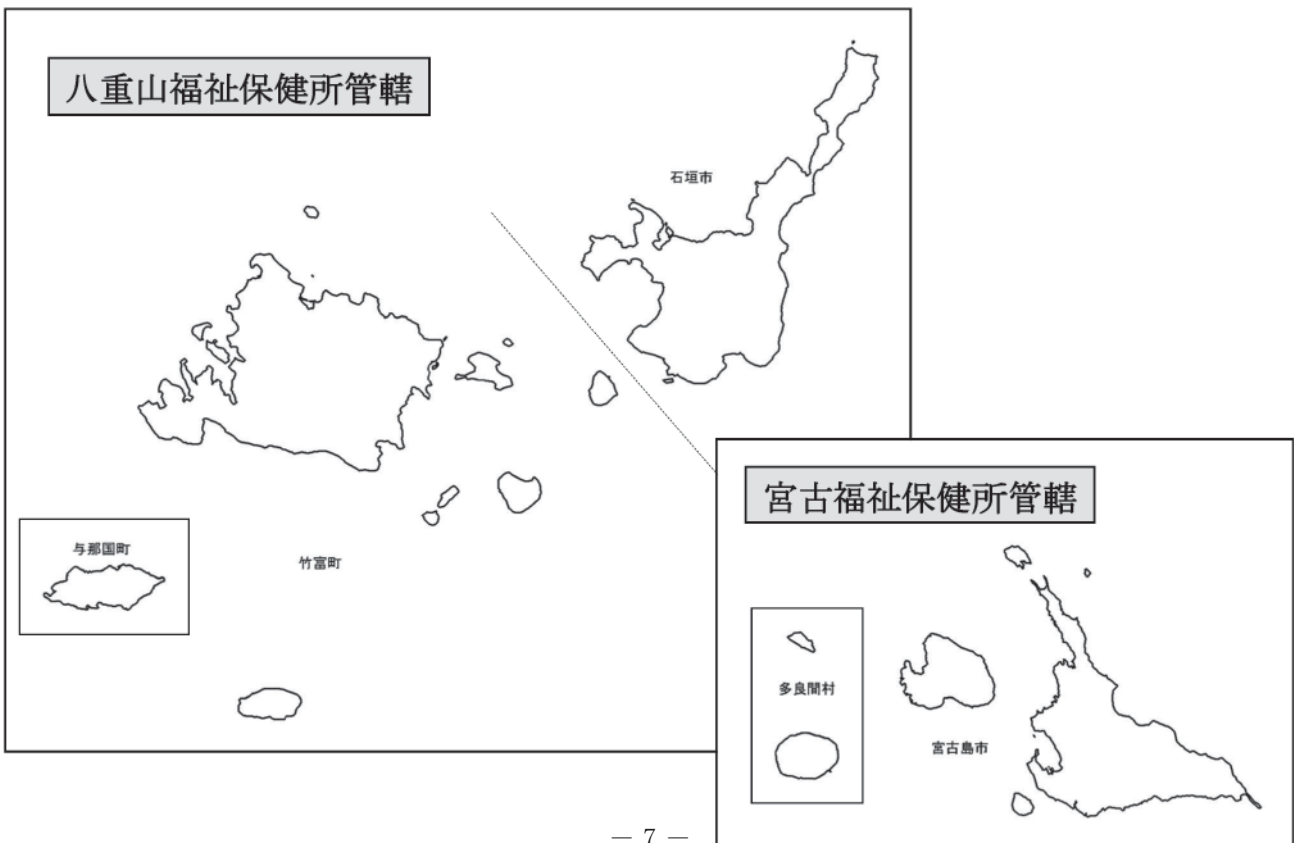 八重山福祉保健所管轄
石垣市
与那国町
竹富町
宮古福祉保健所管轄
多良間村
宮古島市
— 7 —